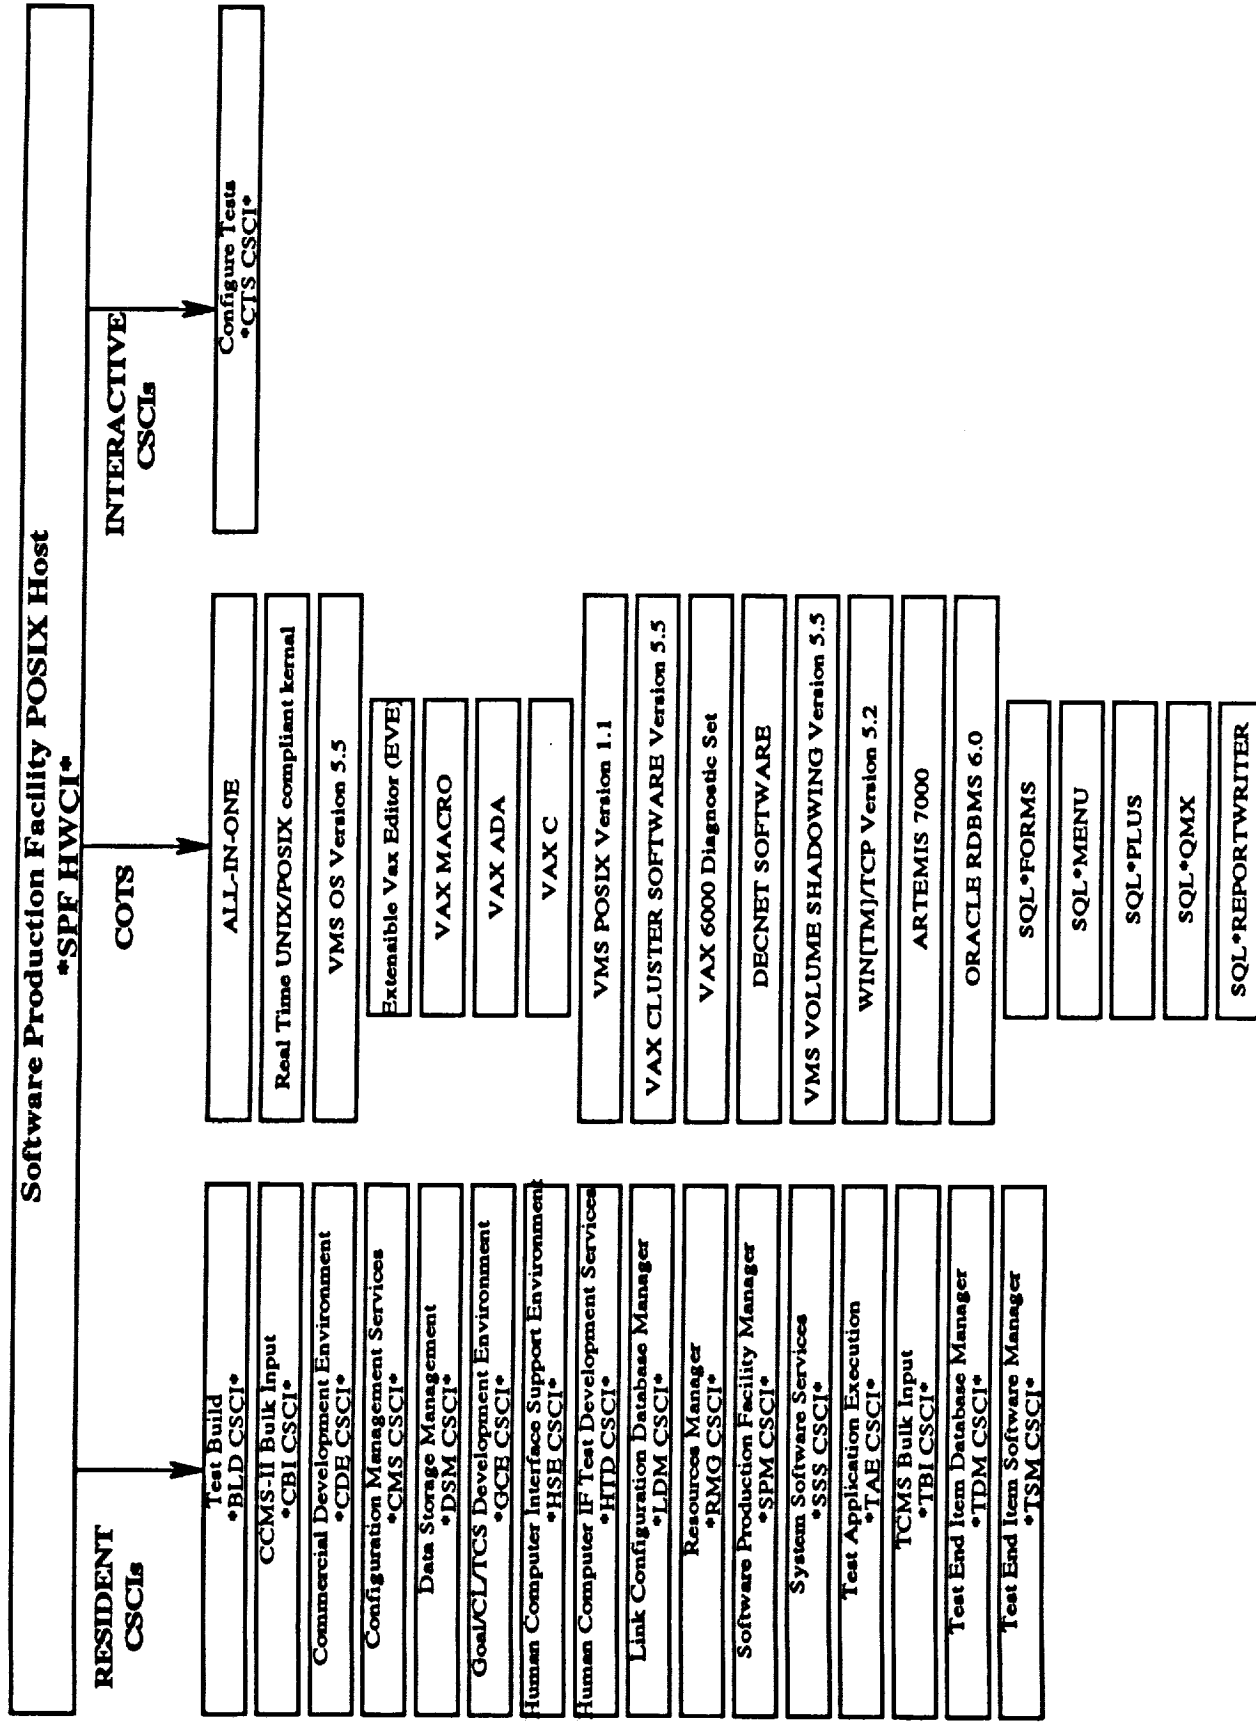 Software Production Facility POSIX Host
*SPF HWCI*
RESIDENT
CSCIs
Test Build
*BLD CSCI*
CCMS-II Bulk Input
*CBI CSCI*
Commercial Development Environment
*CDE CSCI*
Configuration Management Services
*CMS CSCI*
Data Storage Management
*DSM CSCI*
Goal/CL/TCS Development Environment
*GCE CSCI*
Human Computer Interface Support Environment
*HSE CSCI*
Human Computer IF Test Development Services
*HTD CSCI*
Link Configuration Database Manager
*LDM CSCI*
Resources Manager
*RMG CSCI*
Software Production Facility Manager
*SPM CSCI*
System Software Services
*SSS CSCI*
Test Application Execution
*TAE CSCI*
TCMS Bulk Input
*TBI CSCI*
Test End Item Database Manager
*TDM CSCI*
Test End Item Software Manager
*TSM CSCI*
COTS
ALL-IN-ONE
Real Time UNIX/POSIX compliant kernal
VMS OS Version 5.5
Extensible Vax Editor (EVE)
VAX MACRO
VAX ADA
VAX C
VMS POSIX Version 1.1
VAX CLUSTER SOFTWARE Version 5.5
VAX 6000 Diagnostic Set
DECNET SOFTWARE
VMS VOLUME SHADOWING Version 5.5
WIN[TM]/TCP Version 5.2
ARTEMIS 7000
ORACLE RDBMS 6.0
SQL*FORMS
SQL*MENU
SQL*PLUS
SQL*QMX
SQL*REPORTWRITER
INTERACTIVE
CSCIs
Configure Tests
*CTS CSCI*